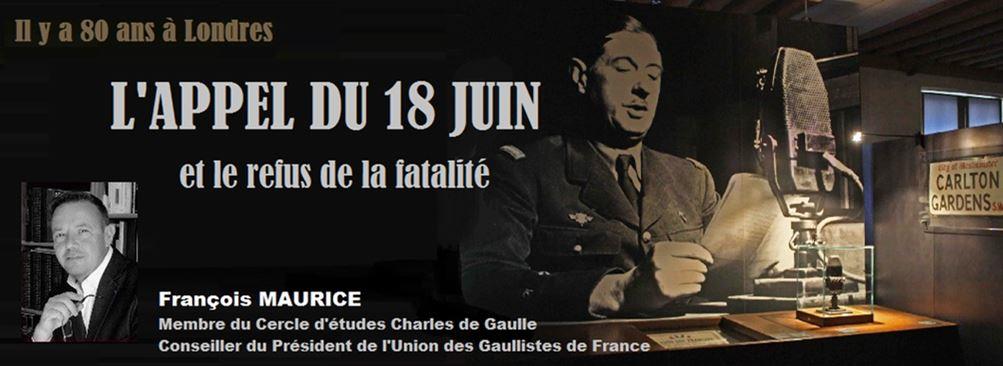 Il y a 80 ans à Londres
L'APPEL DU 18 JUIN
et le refus de la fatalité
CARLTON
GARDENS
François MAURICE
Membre du Cercle d'études Charles de Gaulle
Conseiller du Président de l'Union des Gaullistes de France